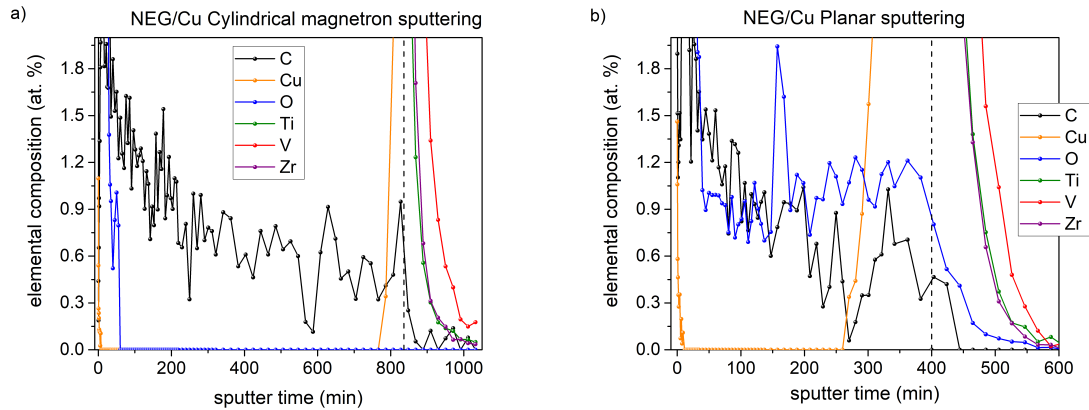 a)
NEG/Cu Cylindrical magnetron sputtering
elemental composition (at. %)
1.8
1.5
1.2
0.9
0.6
0.3
0.0
C
Cu
O
Ti
V
Zr
0 200 400 600 800 1000
sputter time (min)
b)
NEG/Cu Planar sputtering
elemental composition (at. %)
1.8
1.5
1.2
0.9
0.6
0.3
0.0
C
Cu
O
Ti
V
Zr
0 100 200 300 400 500 600
sputter time (min)